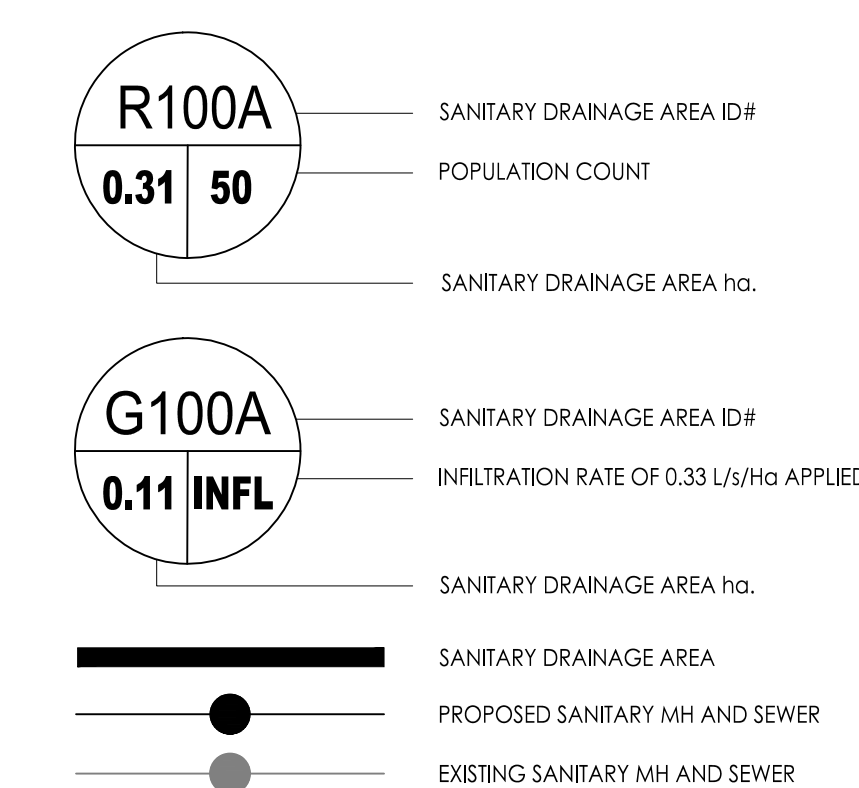 R100A
SANITARY DRAINAGE AREA ID#
0.31 50
POPULATION COUNT
SANITARY DRAINAGE AREA ha.
G100A
SANITARY DRAINAGE AREA ID#
0.11 INFL
INFILTRATION RATE OF 0.33 L/s/Ha APPLIED
SANITARY DRAINAGE AREA ha.
SANITARY DRAINAGE AREA
PROPOSED SANITARY MH AND SEWER
EXISTING SANITARY MH AND SEWER